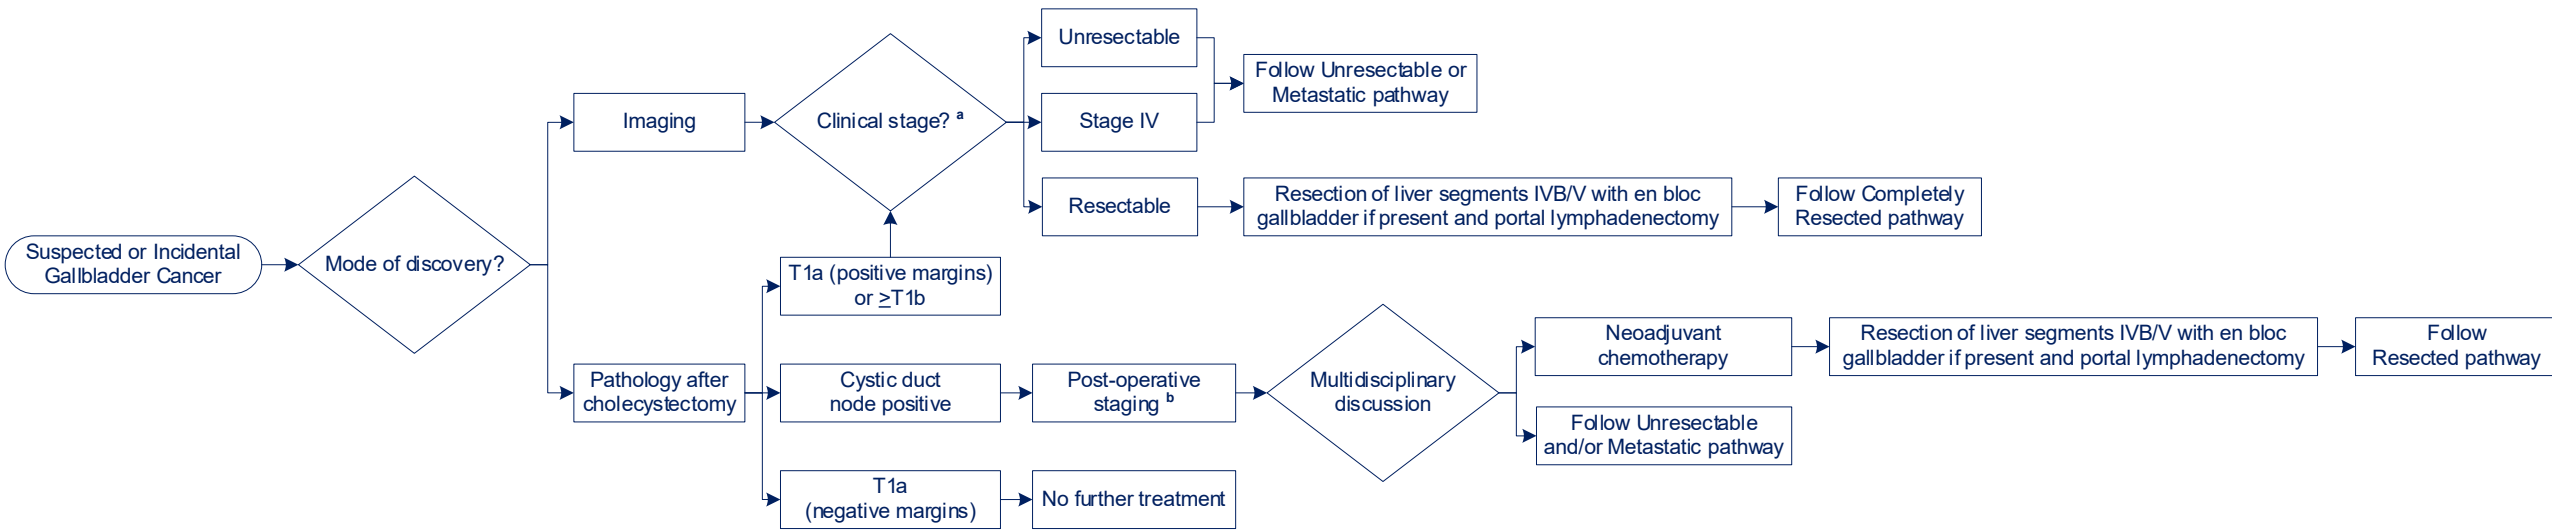 Suspected or Incidental
Gallbladder Cancer
Mode of discovery?
Imaging
Clinical stage? a
Unresectable
Stage IV
Follow Unresectable or
Metastatic pathway
Resectable
Resection of liver segments IVB/V with en bloc
gallbladder if present and portal lymphadenectomy
Follow Completely
Resected pathway
Pathology after
cholecystectomy
T1a (positive margins)
or ≥T1b
Cystic duct
node positive
Post-operative
staging b
Multidisciplinary
discussion
Neoadjuvant
chemotherapy
Resection of liver segments IVB/V with en bloc
gallbladder if present and portal lymphadenectomy
Follow
Resected pathway
Follow Unresectable
and/or Metastatic pathway
T1a
(negative margins)
No further treatment